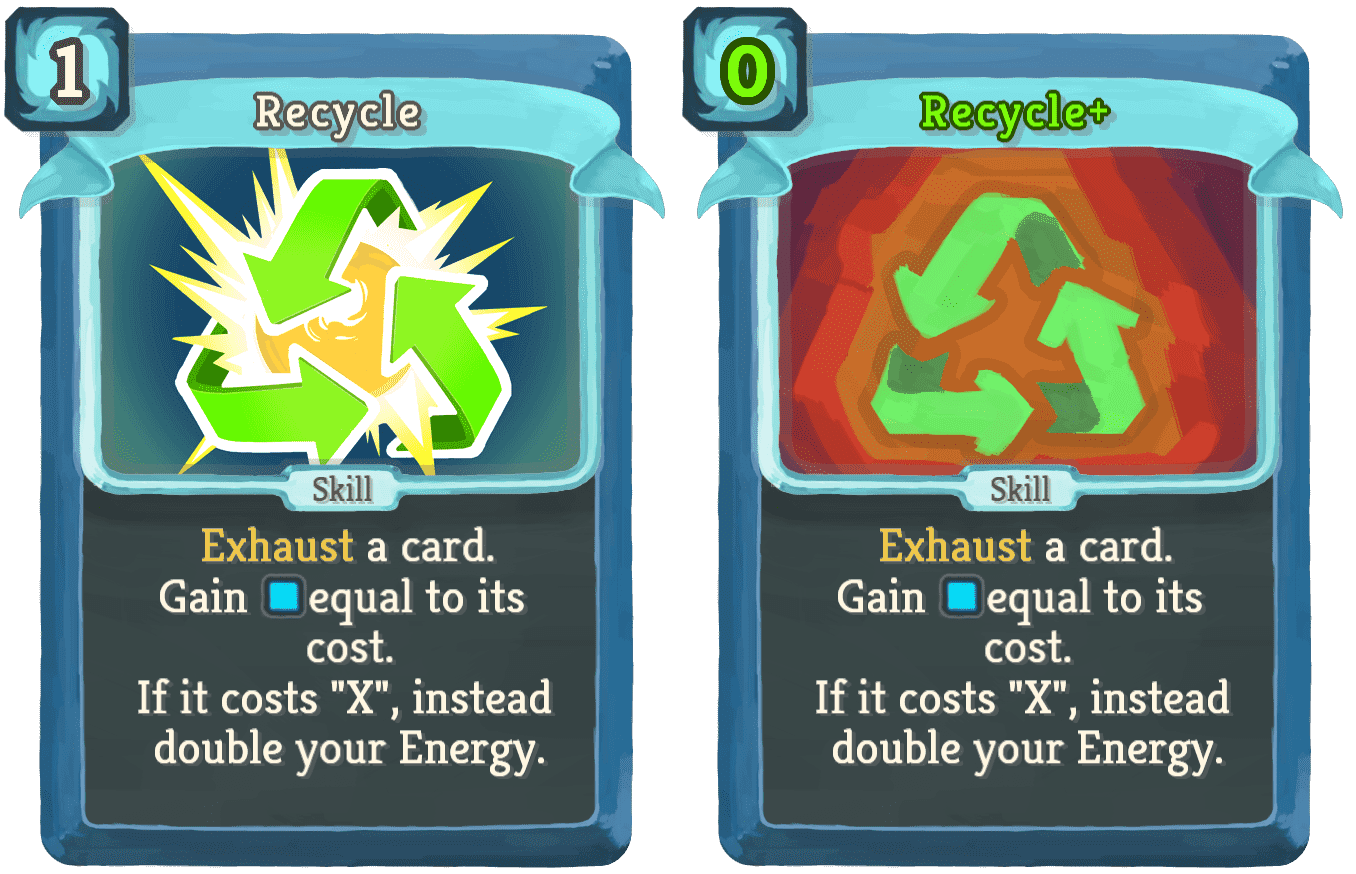 1
Recycle
Skill
Exhaust a card.
Gain equal to its
cost.
If it costs "X", instead
double your Energy.
0
Recycle+
Skill
Exhaust a card.
Gain equal to its
cost.
If it costs "X", instead
double your Energy.